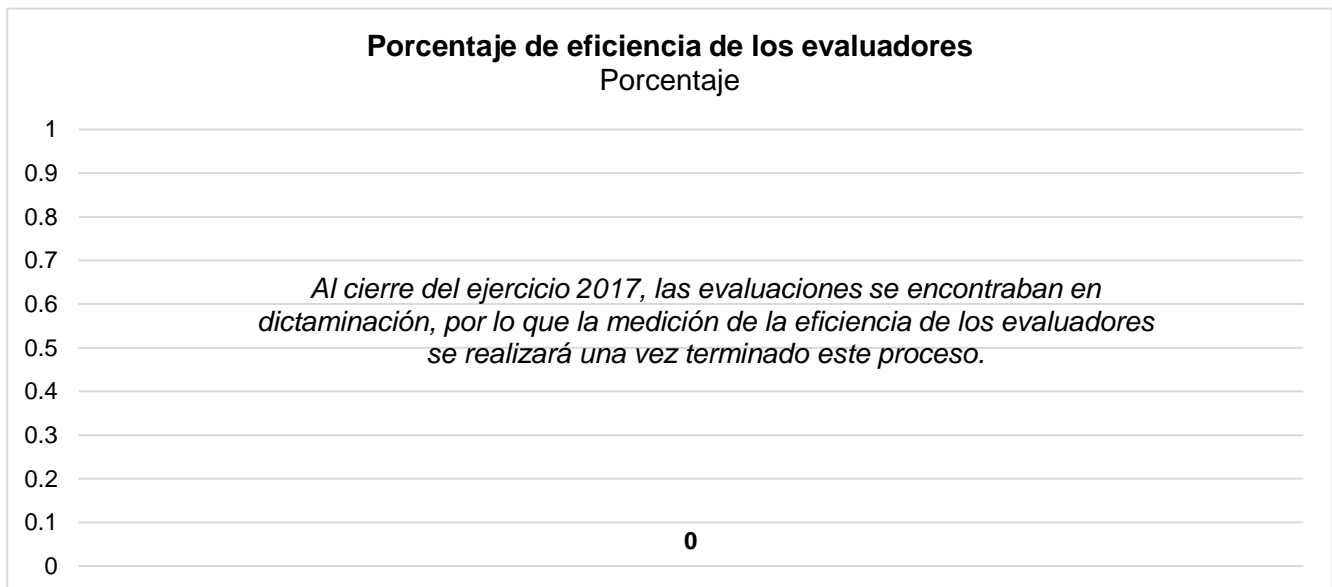 Porcentaje de eficiencia de los evaluadores
Porcentaje
1
0.9
0.8
0.7
Al cierre del ejercicio 2017, las evaluaciones se encontraban en
0.6
dictaminación, por lo que la medición de la eficiencia de los evaluadores
0.5
se realizará una vez terminado este proceso.
0.4
0.3
0.2
0.1
0
0